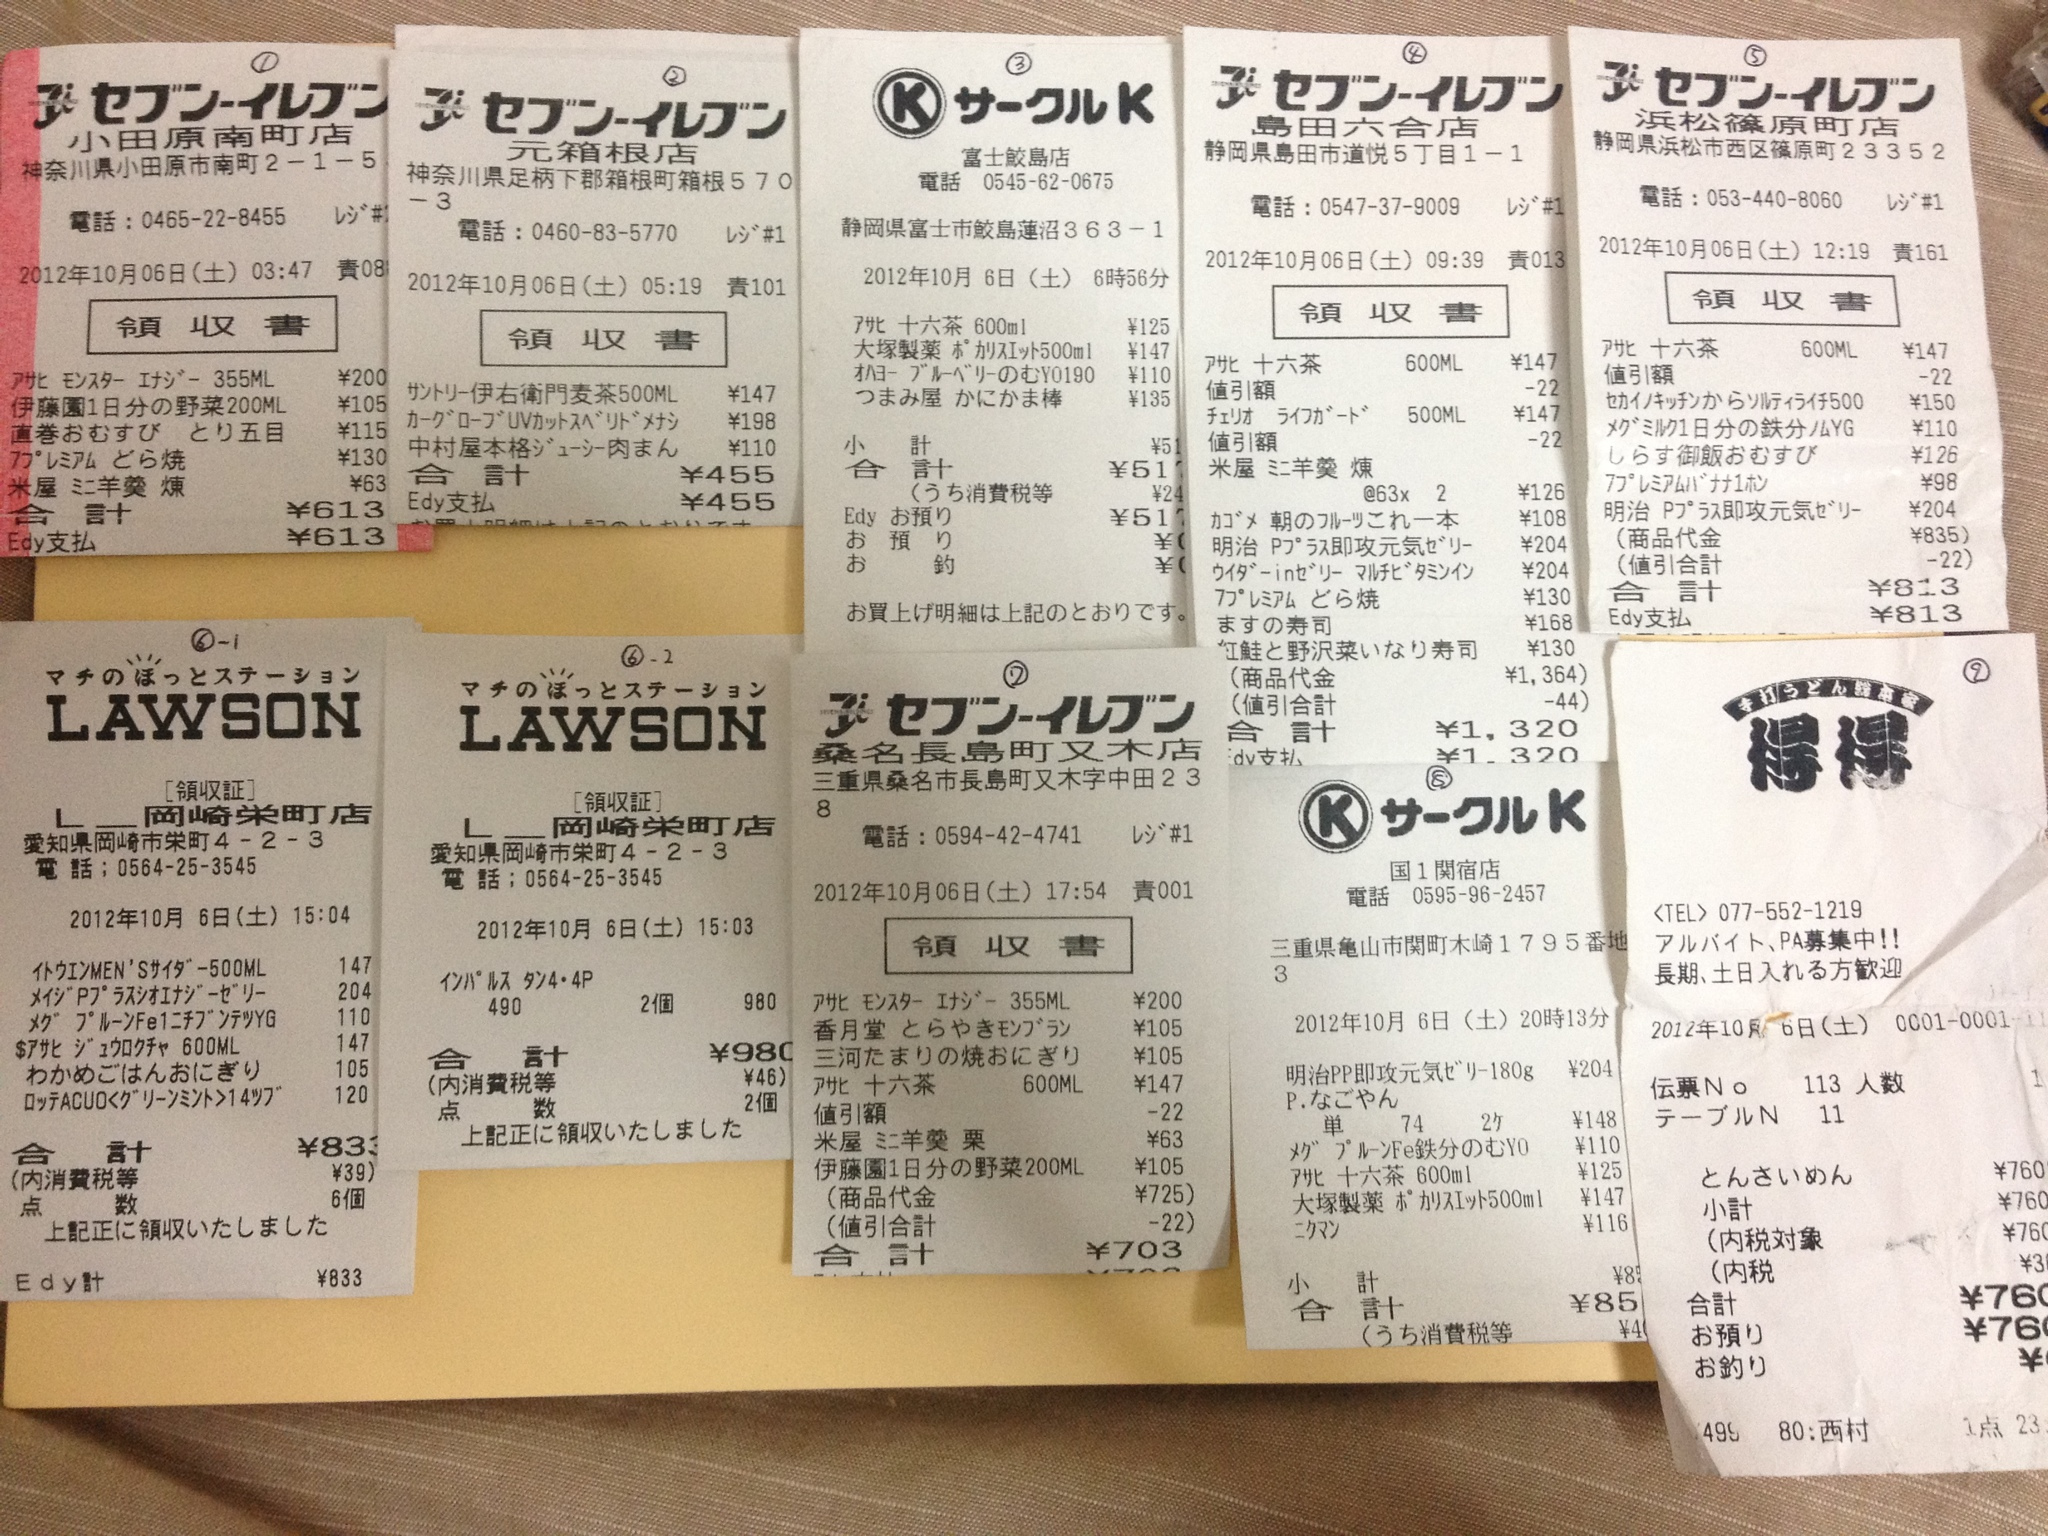 ①
セブン-イレブン
小田原南町店
神奈川県小田原市南町2-1-5
電話:0465-22-8455 レジ#
2012年10月06日(土) 03:47 責08
領収書
アサヒ モンスター エナジー 355ML ¥200
伊藤園1日分の野菜200ML ¥105
直巻おむすび とり五目 ¥115
7プレミアム どら焼 ¥130
米屋 ミニ羊羹 煉 ¥63
合計 ¥613
Edy支払 ¥613
②
セブン-イレブン
元箱根店
神奈川県足柄下郡箱根町箱根570
-3
電話:0460-83-5770 レジ#1
2012年10月06日(土) 05:19 責101
領収書
サントリー伊右衛門麦茶500ML ¥147
カーグローブUVカットスベリドメナシ ¥198
中村屋本格ジューシー肉まん ¥110
合計 ¥455
Edy支払 ¥455
お買上明細は上記のとおりです
③
K サークルK
富士鮫島店
電話 0545-62-0675
静岡県富士市鮫島蓮沼363-1
2012年10月 6日(土) 6時56分
アサヒ 十六茶 600ml ¥125
大塚製薬 ポカリスエット500ml ¥147
オハヨー ブルーベリーのむYO190 ¥110
つまみ屋 かにかま棒 ¥135
小計 ¥51
合計 ¥517
(うち消費税等 ¥24
Edy お預り ¥517
お預り ¥0
お釣 ¥0
お買上げ明細は上記のとおりです。
④
セブン-イレブン
島田六合店
静岡県島田市道悦5丁目1-1
電話:0547-37-9009 レジ#1
2012年10月06日(土) 09:39 責013
領収書
アサヒ 十六茶 600ML ¥147
値引額 -22
チェリオ ライフガード 500ML ¥147
値引額 -22
米屋 ミニ羊羹 煉
@63x 2 ¥126
カゴメ 朝のフルーツこれ一本 ¥108
明治 Pプラス即攻元気ゼリー ¥204
ウイダーinゼリー マルチビタミンイン ¥204
7プレミアム どら焼 ¥130
ますの寿司 ¥168
紅鮭と野沢菜いなり寿司 ¥130
(商品代金 ¥1,364)
(値引合計 -44)
合計 ¥1,320
Edy支払 ¥1,320
⑤
セブン-イレブン
浜松篠原町店
静岡県浜松市西区篠原町23352
電話:053-440-8060 レジ#1
2012年10月06日(土) 12:19 責161
領収書
アサヒ 十六茶 600ML ¥147
値引額 -22
セカイノキッチンからソルティライチ500 ¥150
メグミルク1日分の鉄分ノムYG ¥110
しらす御飯おむすび ¥126
7プレミアムバナナ1ホン ¥98
明治 Pプラス即攻元気ゼリー ¥204
(商品代金 ¥835)
(値引合計 -22)
合計 ¥813
Edy支払 ¥813
⑥-1
マチのほっとステーション
LAWSON
[領収証]
L_岡崎栄町店
愛知県岡崎市栄町4-2-3
電話;0564-25-3545
2012年10月 6日(土) 15:04
イトウエンMEN'Sサイダー500ML 147
メイジPプラスシオエナジーゼリー 204
メグ プルーンFe1ニチブンテツYG 110
$アサヒ ジュウロクチャ 600ML 147
わかめごはんおにぎり 105
ロッテACUO<グリーンミント>14ツブ 120
合計 ¥833
(内消費税等 ¥39)
点数 6個
上記正に領収いたしました
Edy計 ¥833
⑥-2
マチのほっとステーション
LAWSON
[領収証]
L_岡崎栄町店
愛知県岡崎市栄町4-2-3
電話;0564-25-3545
2012年10月 6日(土) 15:03
インパルス タン4・4P
490 2個 980
合計 ¥980
(内消費税等 ¥46)
点数 2個
上記正に領収いたしました
⑦
セブン-イレブン
桑名長島町又木店
三重県桑名市長島町又木字中田23
8
電話:0594-42-4741 レジ#1
2012年10月06日(土) 17:54 責001
領収書
アサヒ モンスター エナジー 355ML ¥200
香月堂 とらやきモンブラン ¥105
三河たまりの焼おにぎり ¥105
アサヒ 十六茶 600ML ¥147
値引額 -22
米屋 ミニ羊羹 栗 ¥63
伊藤園1日分の野菜200ML ¥105
(商品代金 ¥725)
(値引合計 -22)
合計 ¥703
⑧
K サークルK
国1関宿店
電話 0595-96-2457
三重県亀山市関町木崎1795番地
3
2012年10月 6日(土)20時13分
明治PP即攻元気ゼリー180g ¥204
P.なごやん
単 74 2ケ ¥148
メグ プルーンFe鉄分のむYO ¥110
アサヒ 十六茶 600ml ¥125
大塚製薬 ポカリスエット500ml ¥147
ニクマン ¥116
小計 ¥85
合計 ¥85
(うち消費税等 ¥40
⑨
手打うどん
得得
<TEL> 077-552-1219
アルバイト、PA募集中!!
長期、土日入れる方歓迎
2012年10月 6日(土) 0001-0001-
伝票No 113 人数 1
テーブルN 11
とんさいめん ¥760
小計 ¥760
(内税対象 ¥760
(内税 ¥3
合計 ¥760
お預り ¥760
お釣り ¥
499 80:西村 1点 23: